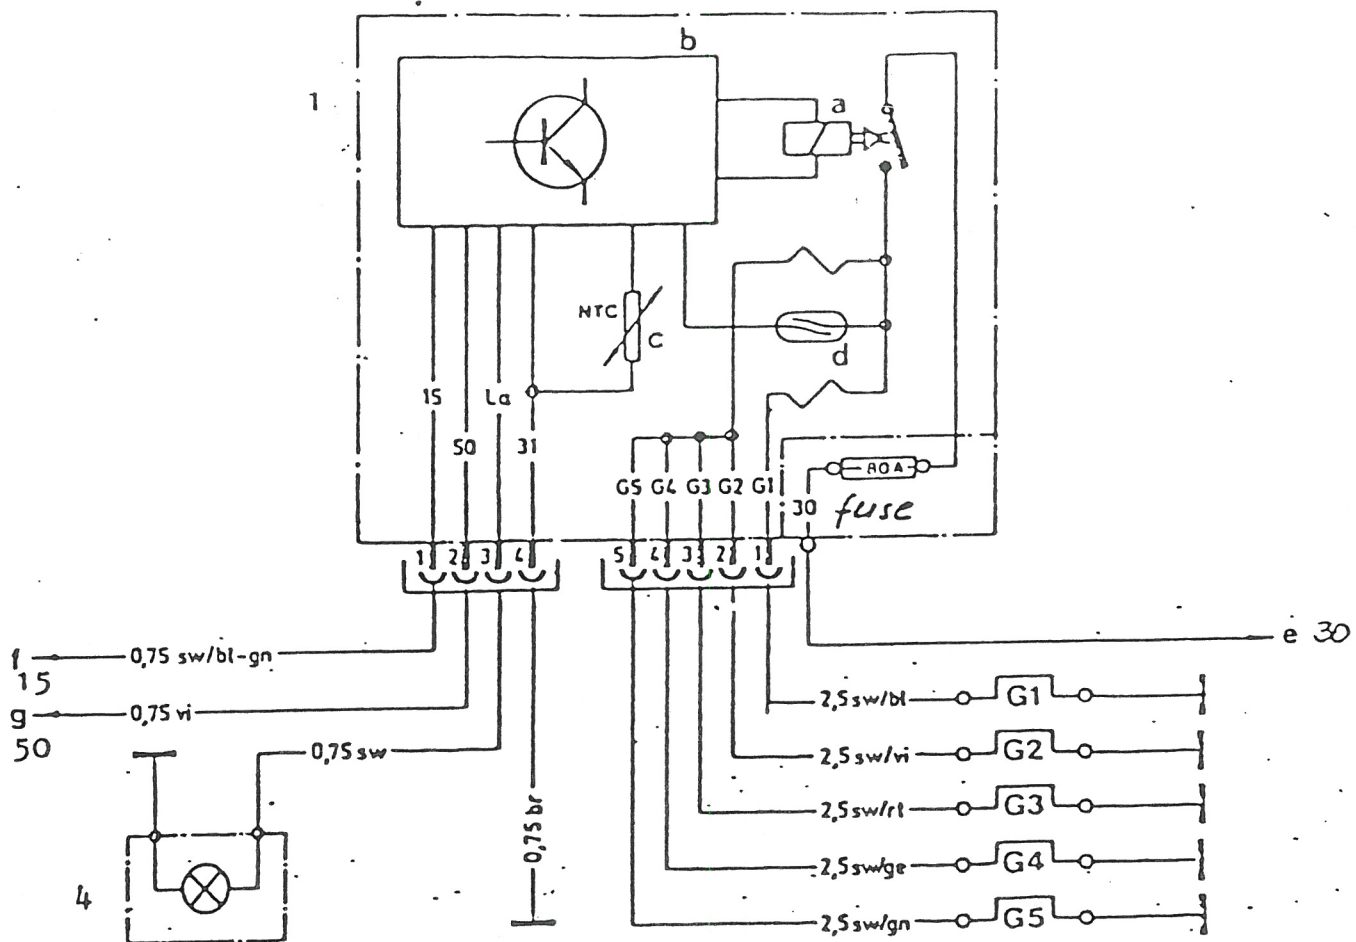 b
1
a
NTC
C
d
15
La
50
31
G5 G4 G3 G2 G1
80A
30
fuse
1 2 3 4
5 4 3 2 1
f
0,75 sw/bl-gn
e 30
15
g
0,75 vi
50
0,75 sw
0,75 br
4
2,5 sw/bl
G1
2,5 sw/vi
G2
2,5 sw/rt
G3
2,5 sw/ge
G4
2,5 sw/gn
G5